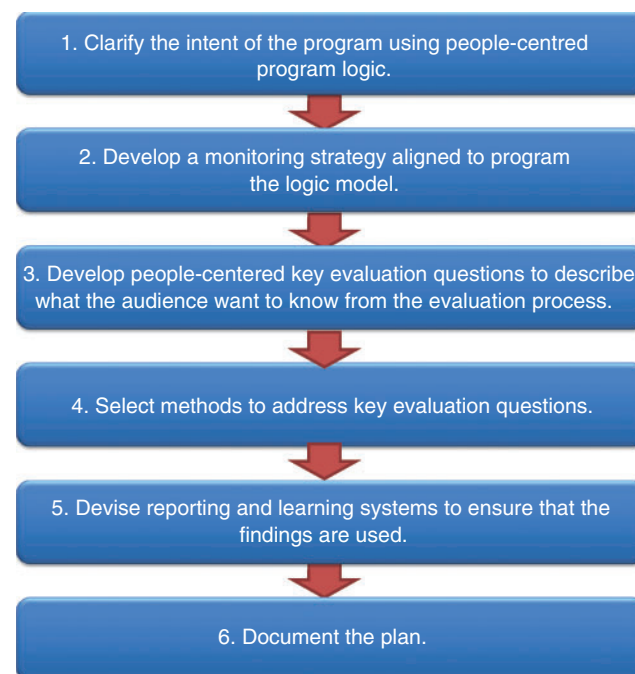 1. Clarify the intent of the program using people-centred
program logic.
2. Develop a monitoring strategy aligned to program
the logic model.
3. Develop people-centered key evaluation questions to describe
what the audience want to know from the evaluation process.
4. Select methods to address key evaluation questions.
5. Devise reporting and learning systems to ensure that the
findings are used.
6. Document the plan.